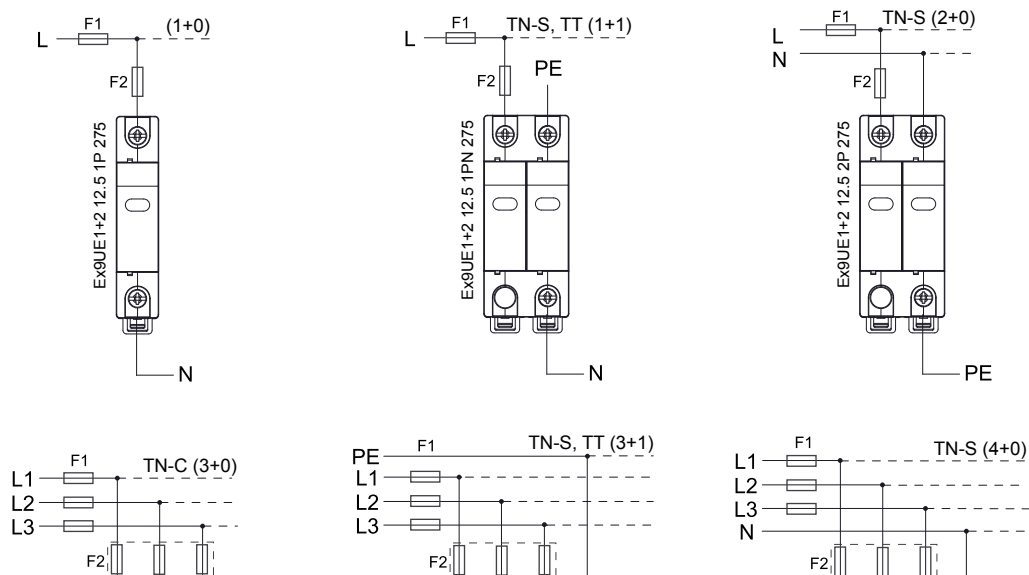 F1
(1+0)
L
F2
Ex9UE1+2 12.5 1P 275
N
F1
TN-S, TT (1+1)
L
F2
PE
Ex9UE1+2 12.5 1PN 275
N
F1
TN-S (2+0)
L
N
F2
Ex9UE1+2 12.5 2P 275
PE
F1
TN-C (3+0)
L1
L2
L3
F2
F1
TN-S, TT (3+1)
PE
L1
L2
L3
F2
F1
TN-S (4+0)
L1
L2
L3
N
F2